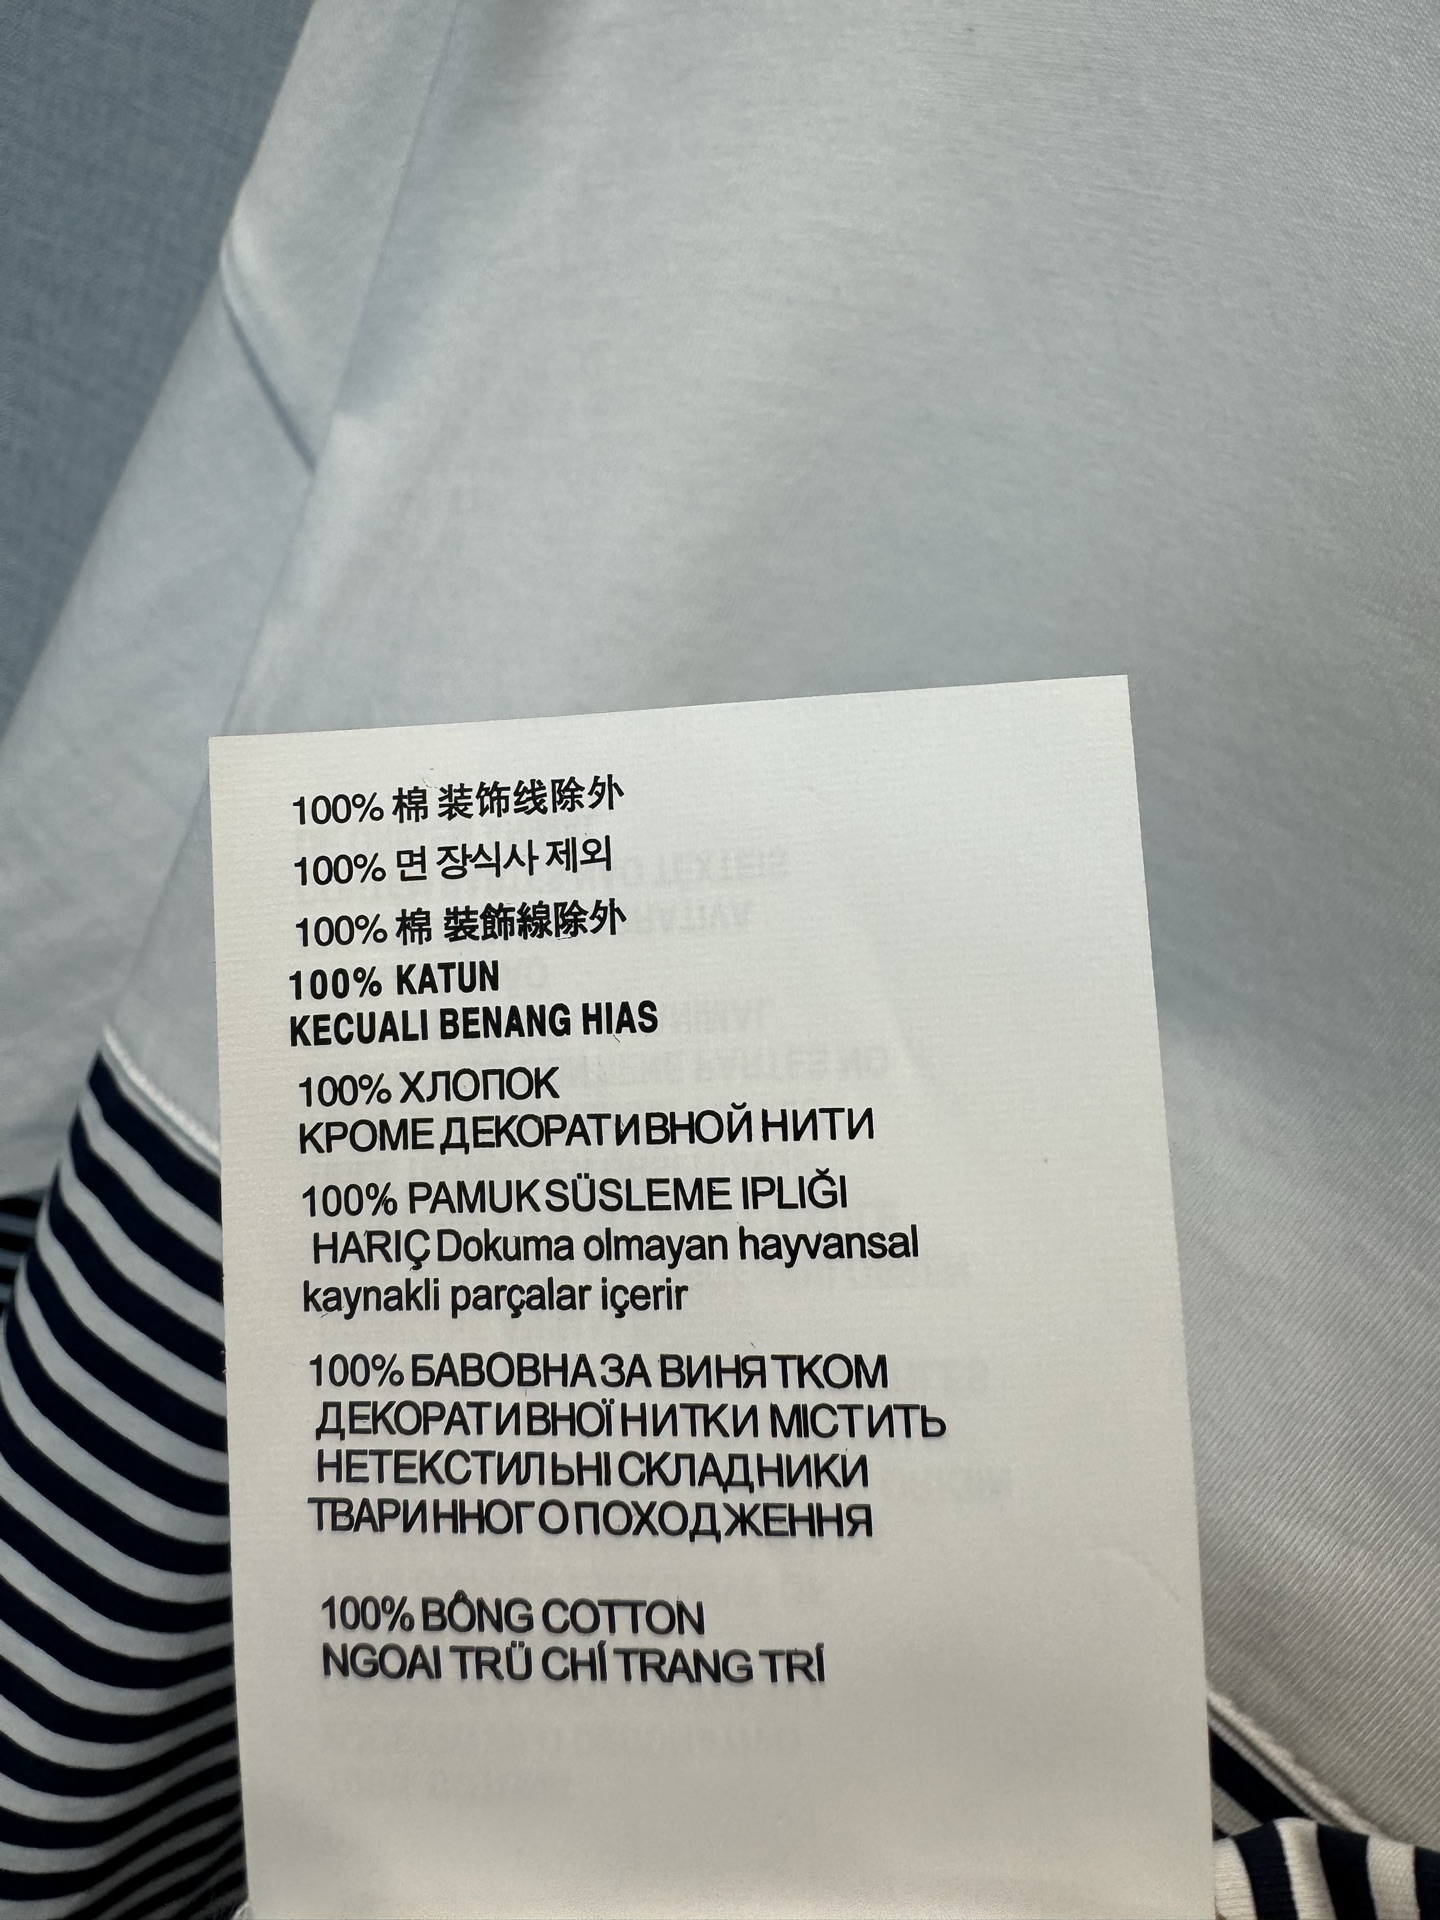 100% 棉 装饰线除外
100% 면 장식사 제외
100% 棉 裝飾線除外
100% KATUN
KECUALI BENANG HIAS
100% ХЛОПОК
КРОМЕ ДЕКОРАТИВНОЙ НИТИ
100% PAMUK SÜSLEME IPLIĞI
HARIÇ Dokuma olmayan hayvansal
kaynakli parçalar içerir
100% БАВОВНА ЗА ВИНЯТКОМ
ДЕКОРАТИВНОЇ НИТКИ МІСТИТЬ
НЕТЕКСТИЛЬНІ СКЛАДНИКИ
ТВАРИННОГО ПОХОДЖЕННЯ
100% BÔNG COTTON
NGOAI TRÜ CHÍ TRANG TRÍ